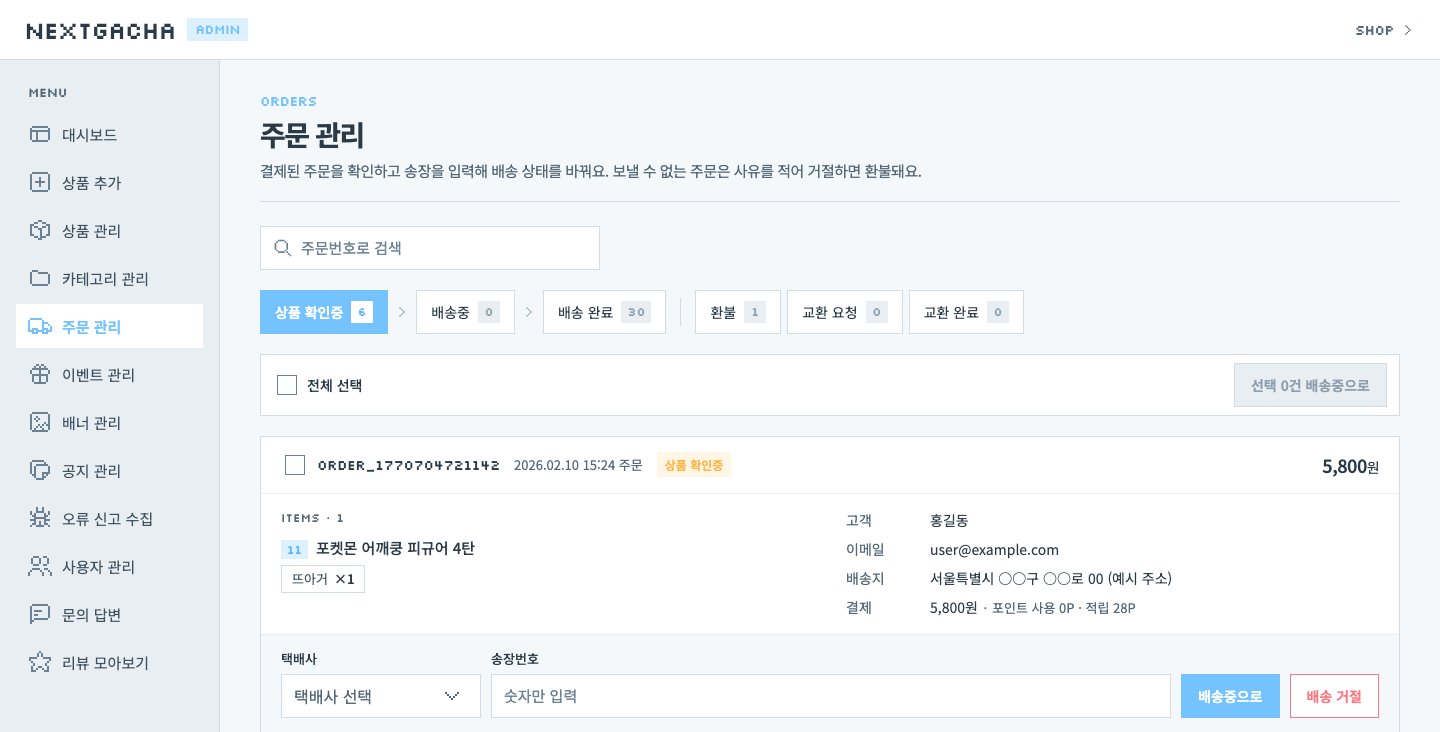 NEXTGACHA ADMIN
SHOP
MENU
대시보드
상품 추가
상품 관리
카테고리 관리
주문 관리
이벤트 관리
배너 관리
공지 관리
오류 신고 수집
사용자 관리
문의 답변
리뷰 모아보기
ORDERS
주문 관리
결제된 주문을 확인하고 송장을 입력해 배송 상태를 바꿔요. 보낼 수 없는 주문은 사유를 적어 거절하면 환불돼요.
주문번호로 검색
상품 확인중 6 배송중 0 배송 완료 30 환불 1 교환 요청 0 교환 완료 0
전체 선택 선택 0건 배송중으로
ORDER_1770704721142 2026.02.10 15:24 주문 상품 확인중 5,800원
ITEMS · 1
11 포켓몬 어깨쿵 피규어 4탄
뜨아거 ×1
고객 홍길동
이메일 user@example.com
배송지 서울특별시 ○○구 ○○로 00 (예시 주소)
결제 5,800원 · 포인트 사용 0P · 적립 28P
택배사 송장번호
택배사 선택 숫자만 입력 배송중으로 배송 거절